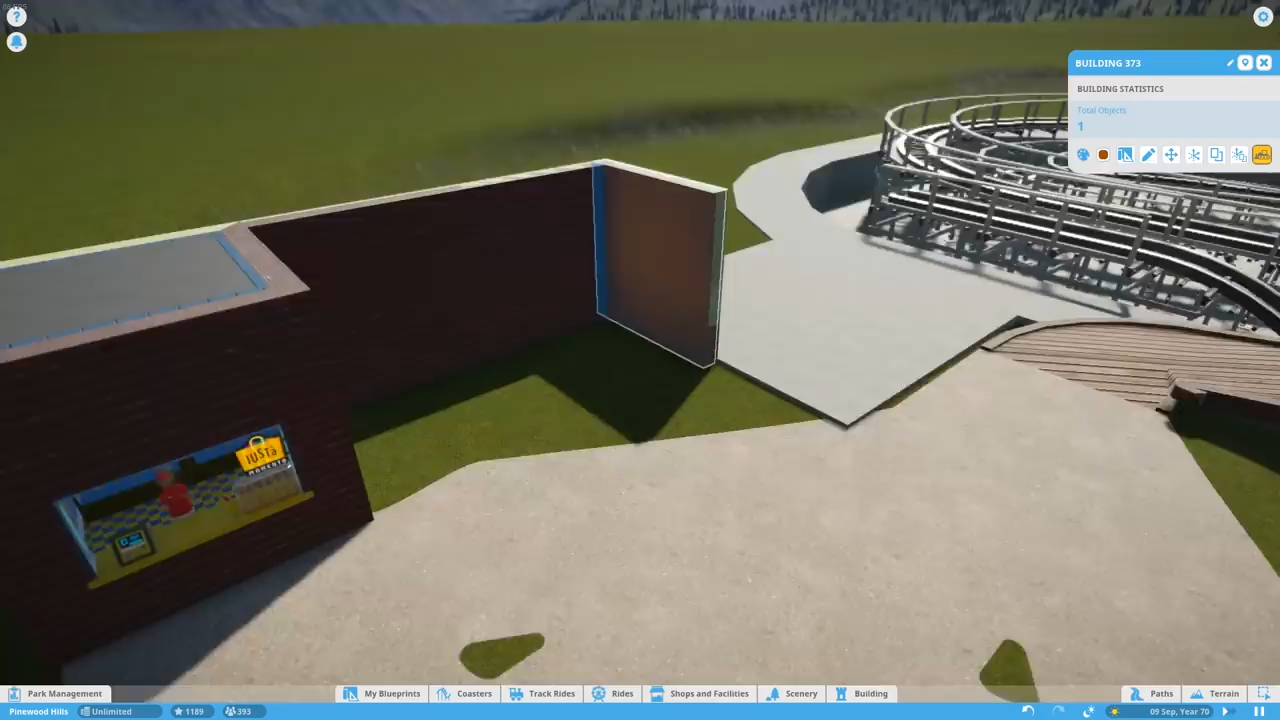 ?
BUILDING 373
BUILDING STATISTICS
Total Objects
1
Park Management
My Blueprints
Coasters
Track Rides
Rides
Shops and Facilities
Scenery
Building
Paths
Terrain
Pinewood Hills
Unlimited
1189
393
09 Sep, Year 70